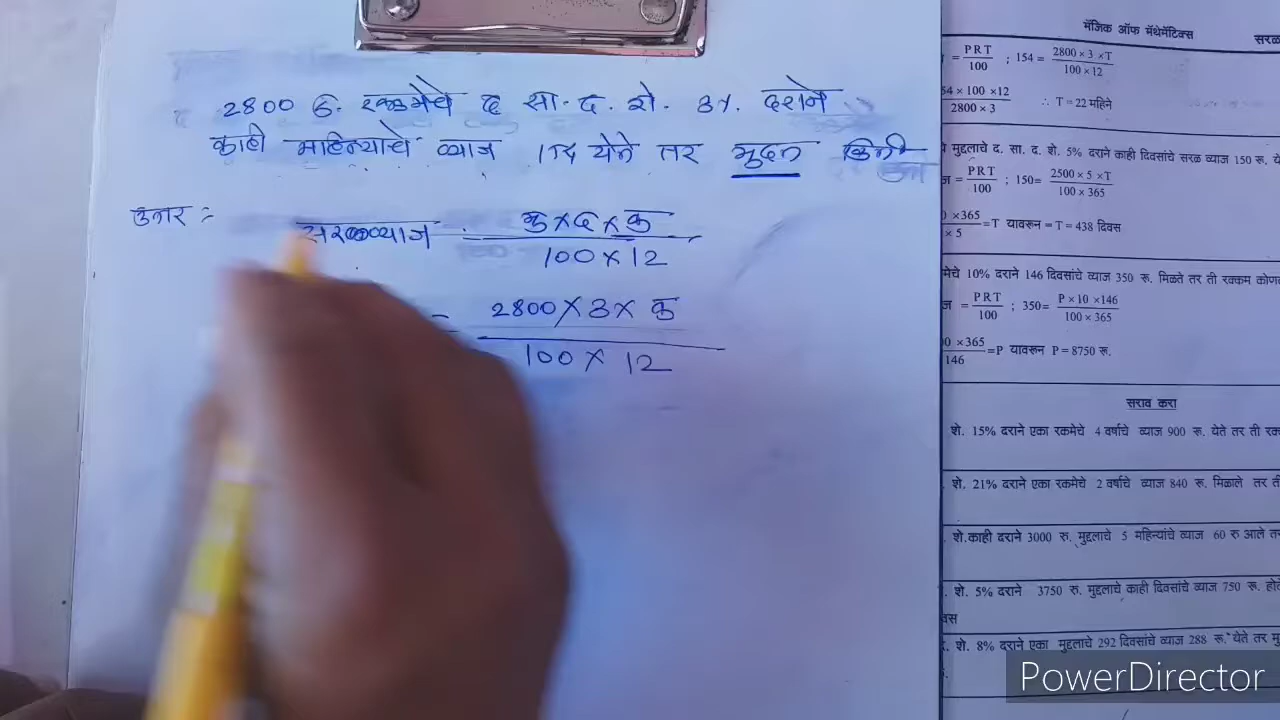 2800 रु. रकमेचे द सा. द. शे. 3%. दराने
काही महिन्याचे व्याज 154 येते तर मुदत किती
उत्तर :-
सरळव्याज = मु × द × क
100 × 12
= 2800 × 3 × क
100 × 12
मॅजिक ऑफ मॅथेमॅटिक्स
सरळ
= PRT / 100 ; 154 = 2800 × 3 × T / 100 × 12
54 × 100 × 12 / 2800 × 3 ∴ T = 22 महिने
मुद्दलाचे द. सा. द. शे. 5% दराने काही दिवसांचे सरळ व्याज 150 रू.
= PRT / 100 ; 150 = 2500 × 5 × T / 100 × 365
0 × 365 / × 5 = T यावरून = T = 438 दिवस
मेचे 10% दराने 146 दिवसांचे व्याज 350 रू. मिळते तर ती रक्कम कोण
= PRT / 100 ; 350 = P × 10 × 146 / 100 × 365
0 × 365 / 146 = P यावरून P = 8750 रू.
सराव करा
शे. 15% दराने एका रकमेचे 4 वर्षाचे व्याज 900 रू. येते तर ती
शे. 21% दराने एका रकमेचे 2 वर्षाचे व्याज 840 रू. मिळाले तर ती
शे.काही दराने 3000 रु. मुद्दलाचे 5 महिन्यांचे व्याज 60 रु आले
. शे. 5% दराने 3750 रु. मुद्दलाचे काही दिवसांचे व्याज 750 रू.
वस
. शे. 8% दराने एका मुद्दलाचे 292 दिवसांचे व्याज 288 रू. येते तर
PowerDirector